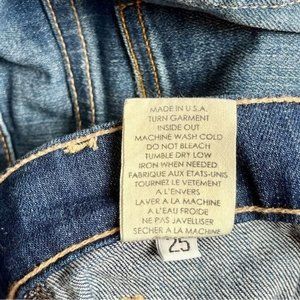 MADE IN U.S.A.
TURN GARMENT
INSIDE OUT
MACHINE WASH COLD
DO NOT BLEACH
TUMBLE DRY LOW
IRON WHEN NEEDED.
FABRIQUE AUX ETATS-UNIS
TOURNEZ LE VETEMENT
A L'ENVERS
LAVER A LA MACHINE
A L'EAU FROIDE
NE PAS JAVELLISER
SECHER A LA MACHINE
25